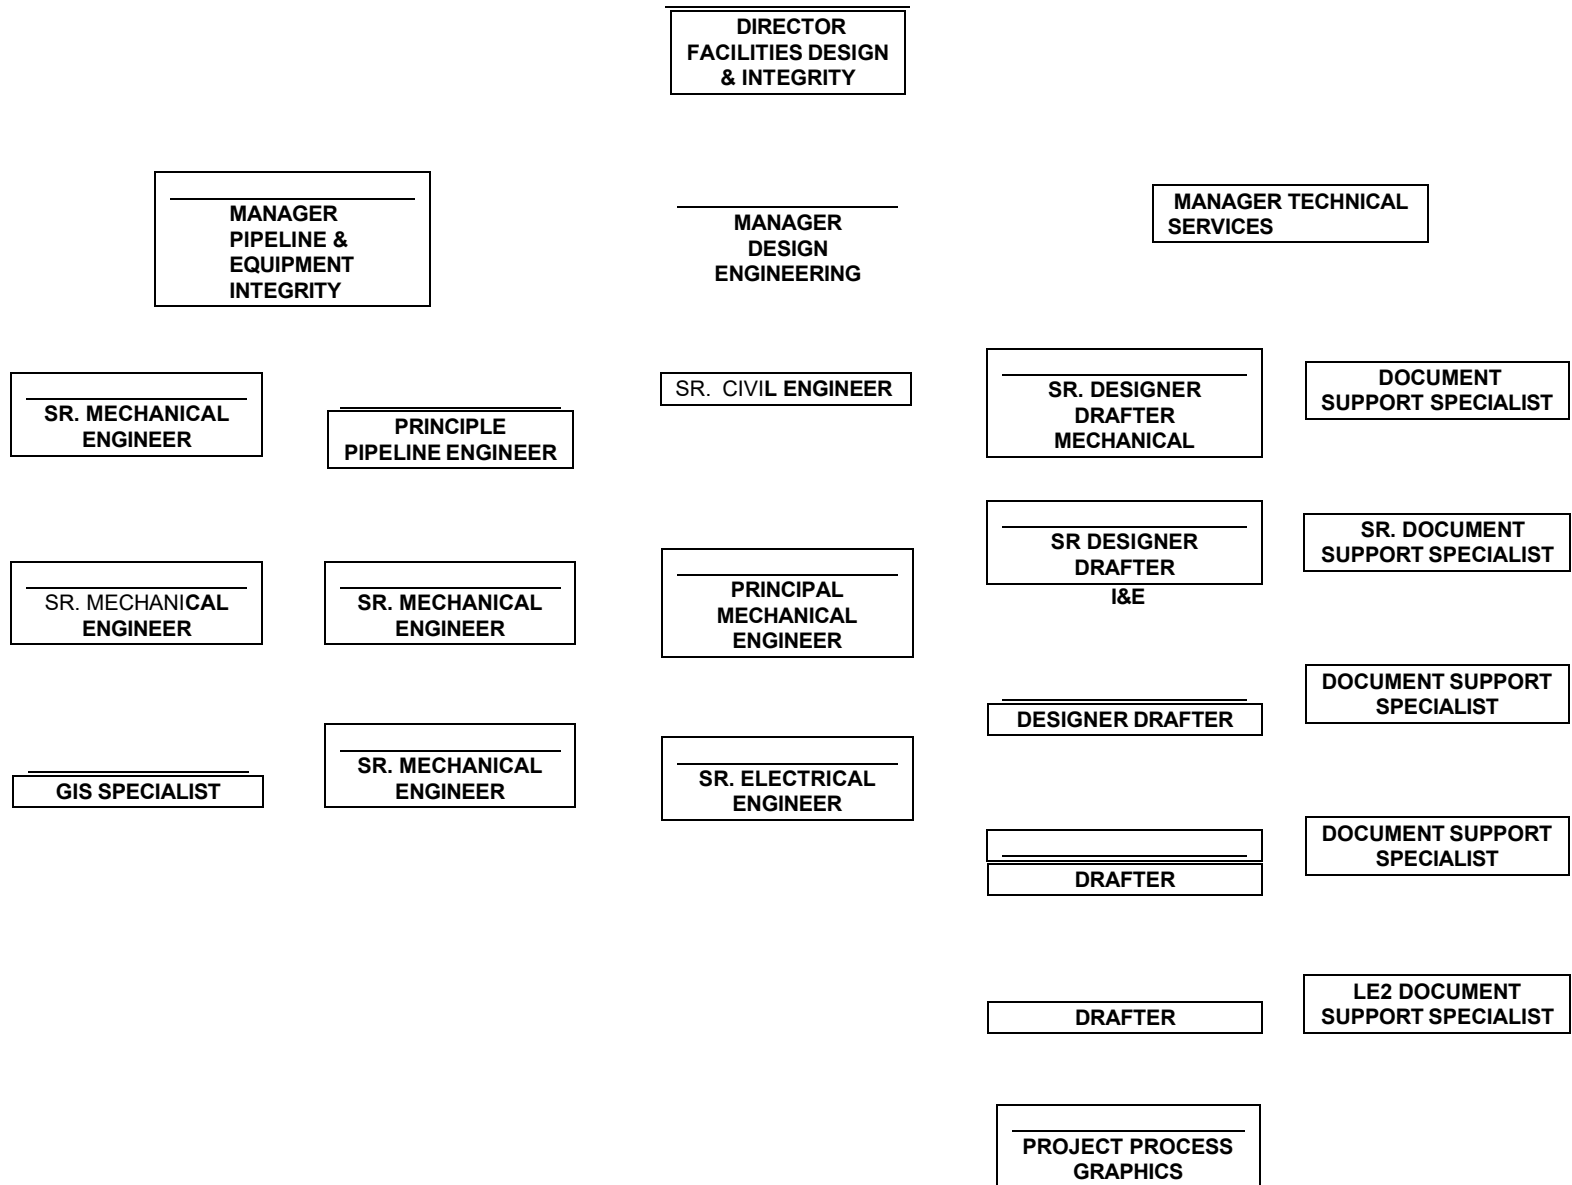 DIRECTOR
FACILITIES DESIGN
& INTEGRITY
MANAGER
PIPELINE &
EQUIPMENT
INTEGRITY
MANAGER
DESIGN
ENGINEERING
MANAGER TECHNICAL
SERVICES
SR. MECHANICAL
ENGINEER
PRINCIPLE
PIPELINE ENGINEER
SR. CIVIL ENGINEER
SR. DESIGNER
DRAFTER
MECHANICAL
DOCUMENT
SUPPORT SPECIALIST
SR. MECHANICAL
ENGINEER
SR. MECHANICAL
ENGINEER
PRINCIPAL
MECHANICAL
ENGINEER
SR DESIGNER
DRAFTER
I&E
SR. DOCUMENT
SUPPORT SPECIALIST
GIS SPECIALIST
SR. MECHANICAL
ENGINEER
SR. ELECTRICAL
ENGINEER
DESIGNER DRAFTER
DOCUMENT SUPPORT
SPECIALIST
DRAFTER
DOCUMENT SUPPORT
SPECIALIST
DRAFTER
LE2 DOCUMENT
SUPPORT SPECIALIST
PROJECT PROCESS
GRAPHICS